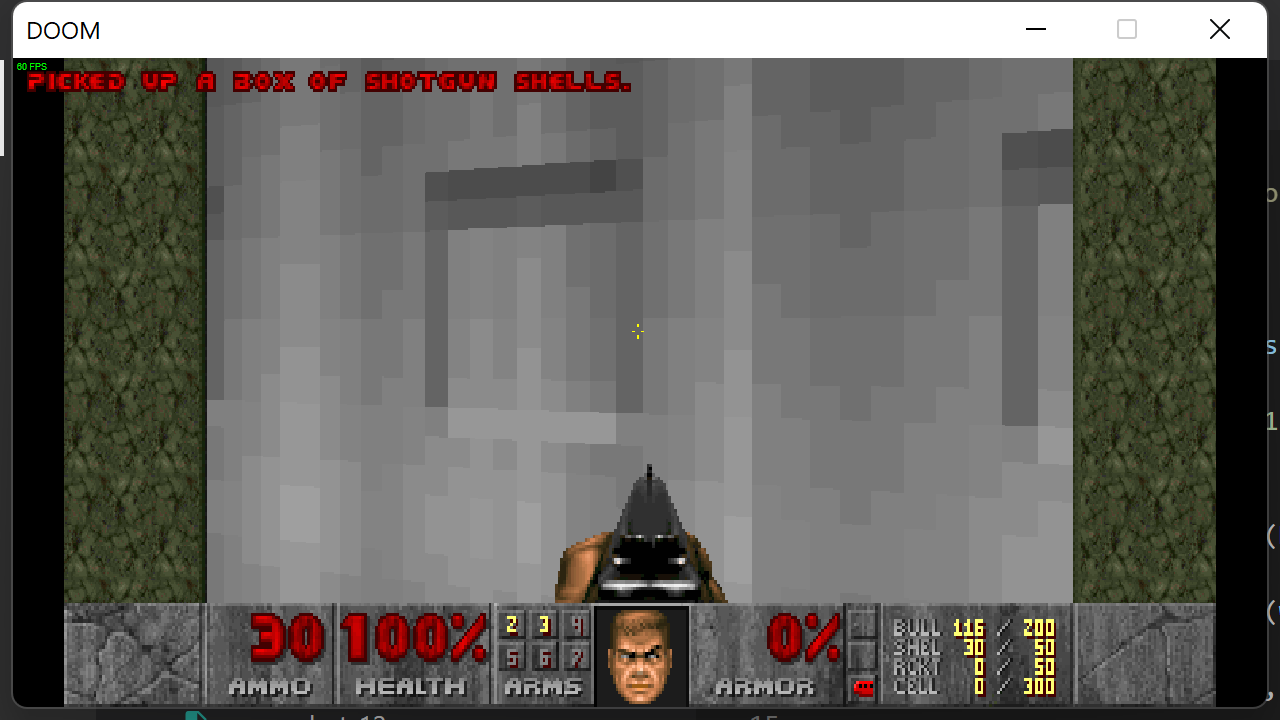 DOOM
60 FPS
PICKED UP A BOX OF SHOTGUN SHELLS.
30 100% 2 3 4 0% BULL 116 / 200
5 6 7 SHEL 30 / 50
RCKT 0 / 50
AMMO HEALTH ARMS ARMOR CELL 0 / 300